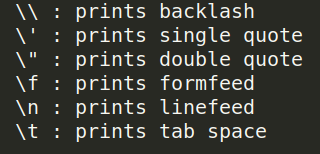 \\ : prints backlash
\' : prints single quote
\" : prints double quote
\f : prints formfeed
\n : prints linefeed
\t : prints tab space